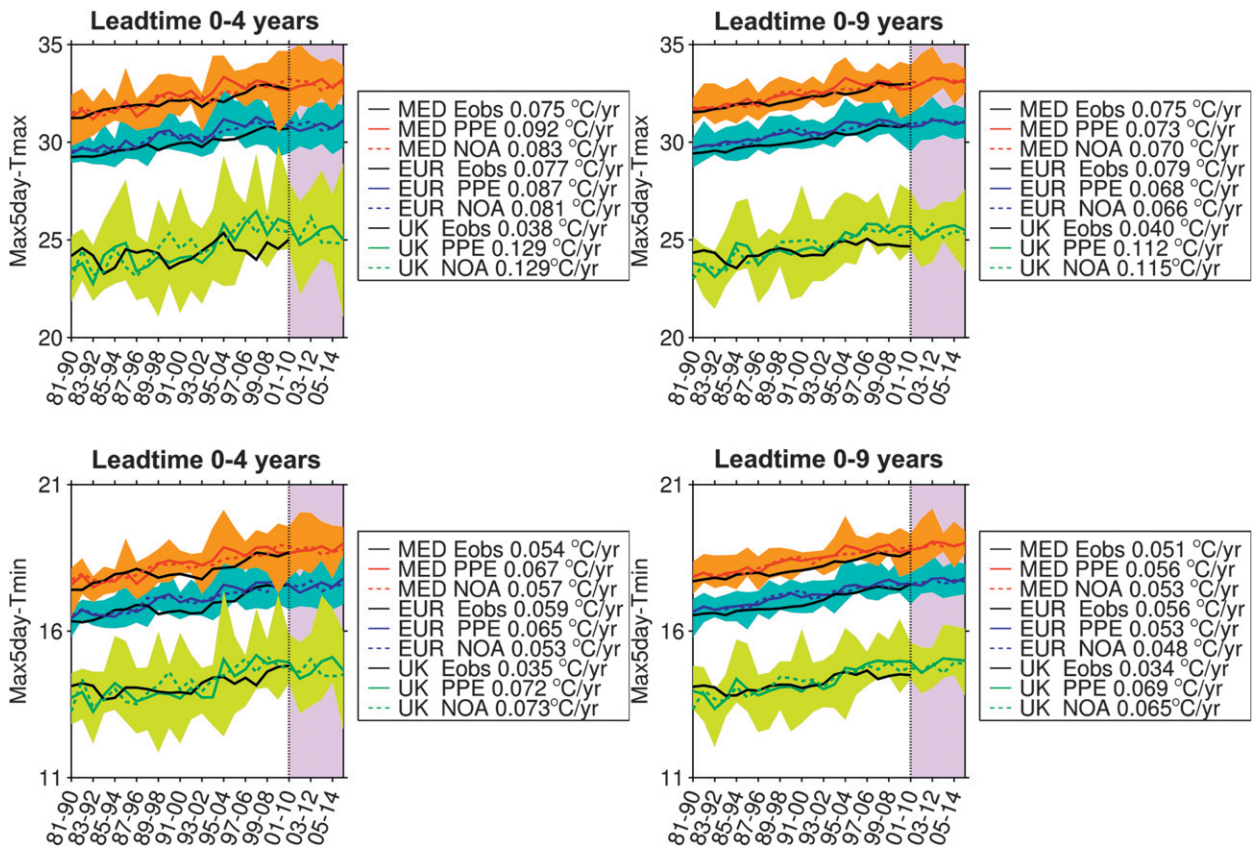 Leadtime 0-4 years
35
30
25
20
Max5day-Tmax
81-90
83-92
85-94
87-96
89-98
91-00
93-02
95-04
97-06
99-08
01-10
03-12
05-14
MED Eobs 0.075 °C/yr
MED PPE 0.092 °C/yr
MED NOA 0.083 °C/yr
EUR Eobs 0.077 °C/yr
EUR PPE 0.087 °C/yr
EUR NOA 0.081 °C/yr
UK Eobs 0.038 °C/yr
UK PPE 0.129 °C/yr
UK NOA 0.129°C/yr
Leadtime 0-9 years
35
30
25
20
Max5day-Tmax
81-90
83-92
85-94
87-96
89-98
91-00
93-02
95-04
97-06
99-08
01-10
03-12
05-14
MED Eobs 0.075 °C/yr
MED PPE 0.073 °C/yr
MED NOA 0.070 °C/yr
EUR Eobs 0.079 °C/yr
EUR PPE 0.068 °C/yr
EUR NOA 0.066 °C/yr
UK Eobs 0.040 °C/yr
UK PPE 0.112 °C/yr
UK NOA 0.115°C/yr
Leadtime 0-4 years
21
16
11
Max5day-Tmin
81-90
83-92
85-94
87-96
89-98
91-00
93-02
95-04
97-06
99-08
01-10
03-12
05-14
MED Eobs 0.054 °C/yr
MED PPE 0.067 °C/yr
MED NOA 0.057 °C/yr
EUR Eobs 0.059 °C/yr
EUR PPE 0.065 °C/yr
EUR NOA 0.053 °C/yr
UK Eobs 0.035 °C/yr
UK PPE 0.072 °C/yr
UK NOA 0.073°C/yr
Leadtime 0-9 years
21
16
11
Max5day-Tmin
81-90
83-92
85-94
87-96
89-98
91-00
93-02
95-04
97-06
99-08
01-10
03-12
05-14
MED Eobs 0.051 °C/yr
MED PPE 0.056 °C/yr
MED NOA 0.053 °C/yr
EUR Eobs 0.056 °C/yr
EUR PPE 0.053 °C/yr
EUR NOA 0.048 °C/yr
UK Eobs 0.034 °C/yr
UK PPE 0.069 °C/yr
UK NOA 0.065°C/yr